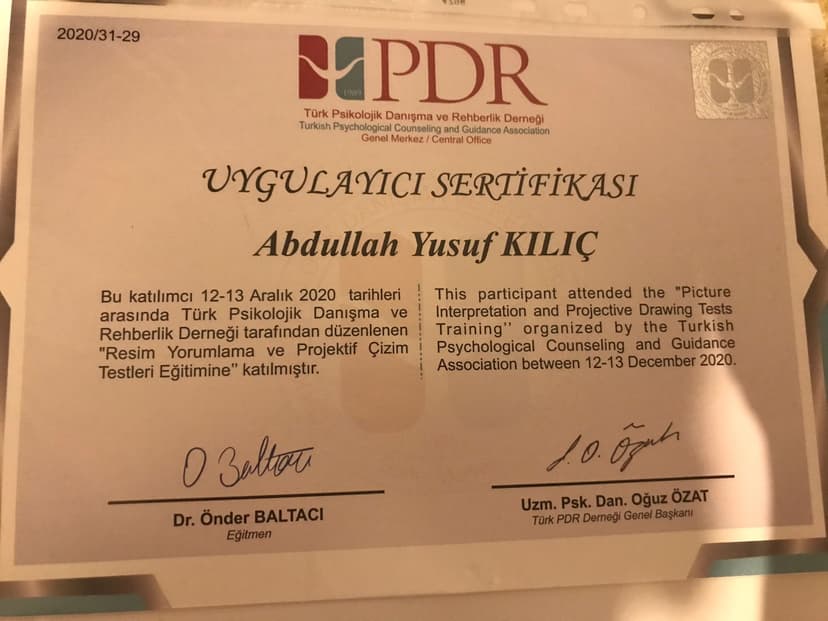 2020/31-29
1989
PDR
Türk Psikolojik Danışma ve Rehberlik Derneği
Turkish Psychological Counseling and Guidance Association
Genel Merkez / Central Office
UYGULAYICI SERTİFİKASI
Abdullah Yusuf KILIÇ
Bu katılımcı 12-13 Aralık 2020 tarihleri
arasında Türk Psikolojik Danışma ve
Rehberlik Derneği tarafından düzenlenen
"Resim Yorumlama ve Projektif Çizim
Testleri Eğitimine" katılmıştır.
This participant attended the "Picture
Interpretation and Projective Drawing Tests
Training'' organized by the Turkish
Psychological Counseling and Guidance
Association between 12-13 December 2020.
O Baltacı
Dr. Önder BALTACI
Eğitmen
Uzm. Psk. Dan. Oğuz ÖZAT
Türk PDR Derneği Genel Başkanı